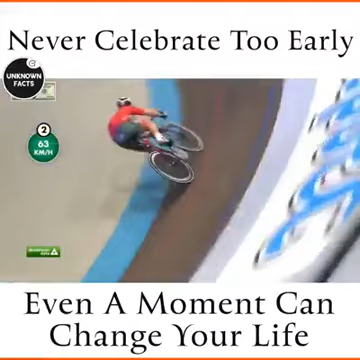 Never Celebrate Too Early
UNKNOWN
FACTS
2
63
KM/H
Even A Moment Can
Change Your Life